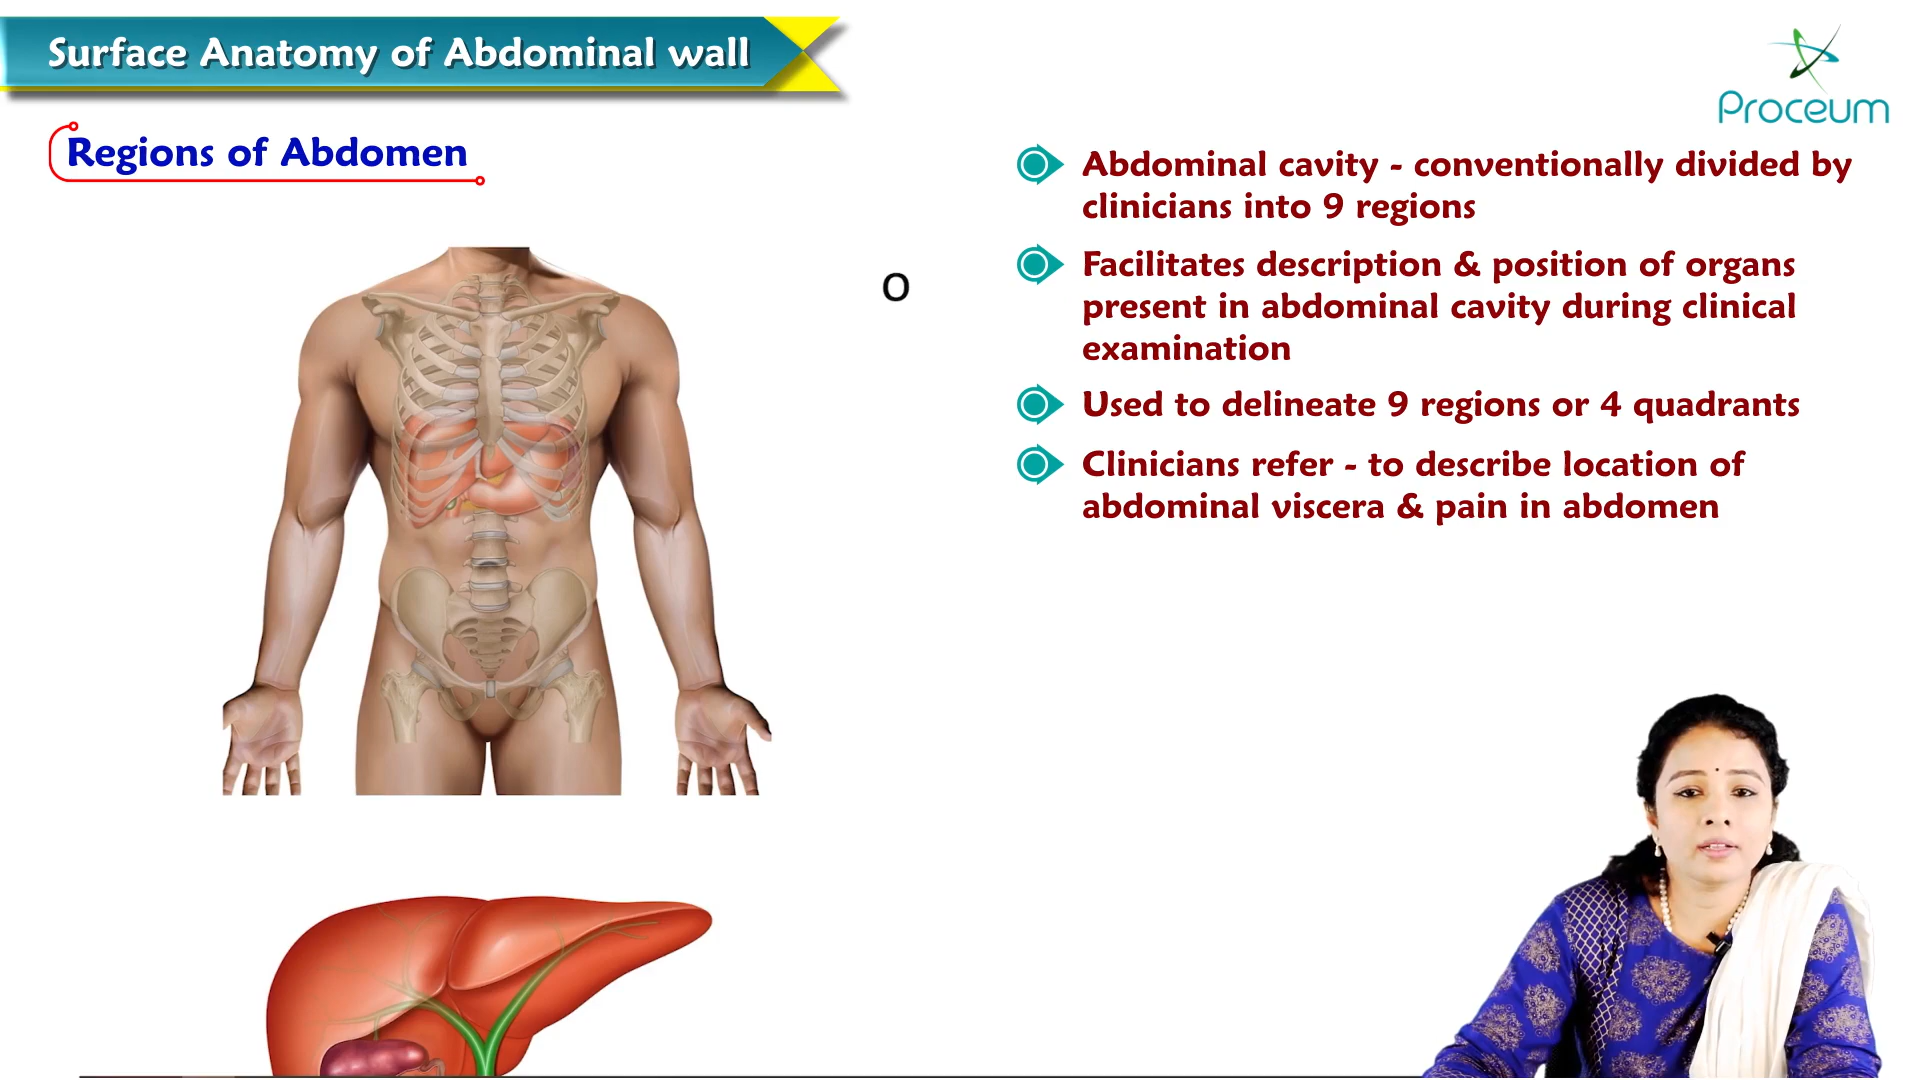 Surface Anatomy of Abdominal wall
Proceum
Regions of Abdomen
O
Abdominal cavity - conventionally divided by
clinicians into 9 regions
Facilitates description & position of organs
present in abdominal cavity during clinical
examination
Used to delineate 9 regions or 4 quadrants
Clinicians refer - to describe location of
abdominal viscera & pain in abdomen